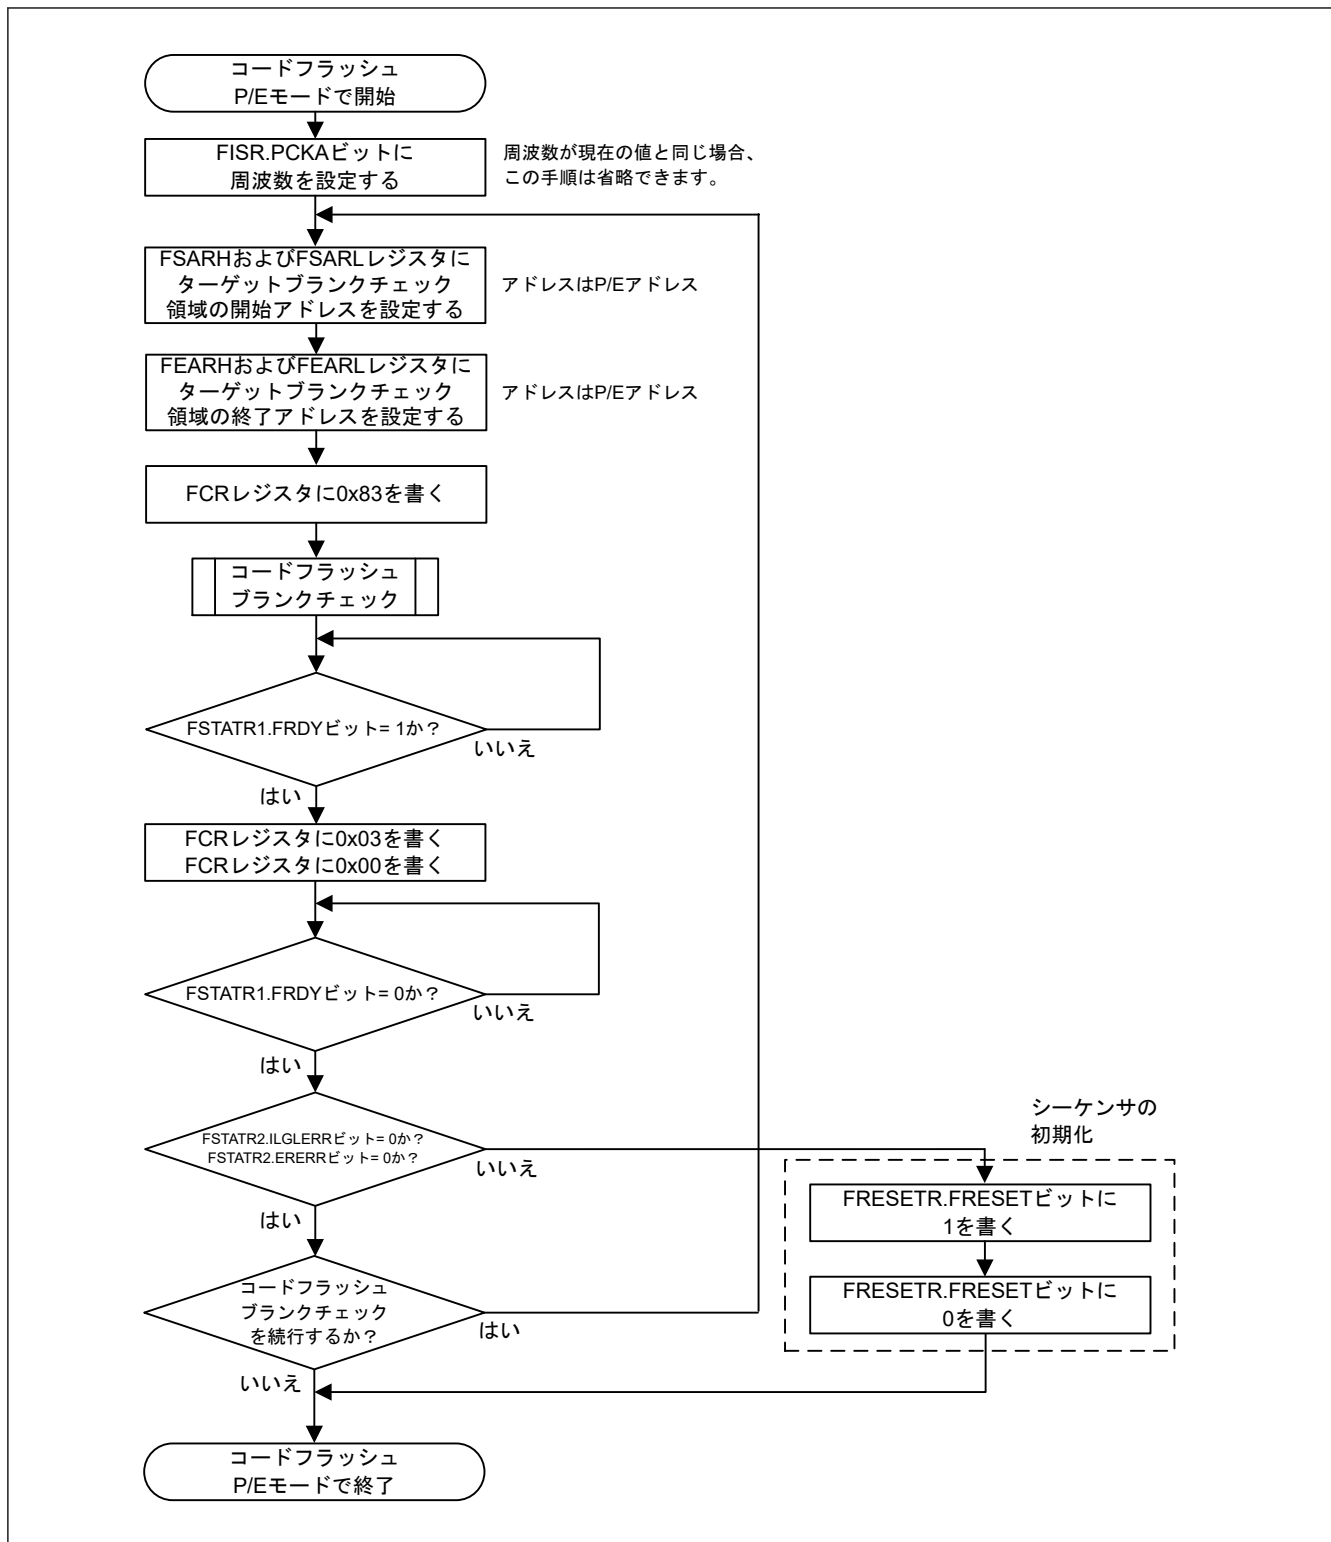 コードフラッシュ
P/Eモードで開始
FISR.PCKAビットに
周波数を設定する
周波数が現在の値と同じ場合、
この手順は省略できます。
FSARHおよびFSARLレジスタに
ターゲットブランクチェック
領域の開始アドレスを設定する
アドレスはP/Eアドレス
FEARHおよびFEARLレジスタに
ターゲットブランクチェック
領域の終了アドレスを設定する
アドレスはP/Eアドレス
FCRレジスタに0x83を書く
コードフラッシュ
ブランクチェック
FSTATR1.FRDYビット= 1か？
いいえ
はい
FCRレジスタに0x03を書く
FCRレジスタに0x00を書く
FSTATR1.FRDYビット= 0か？
いいえ
はい
FSTATR2.ILGLERRビット= 0か？
FSTATR2.ERERRビット= 0か？
いいえ
はい
シーケンサの
初期化
FRESETR.FRESETビットに
1を書く
FRESETR.FRESETビットに
0を書く
コードフラッシュ
ブランクチェック
を続行するか？
はい
いいえ
コードフラッシュ
P/Eモードで終了